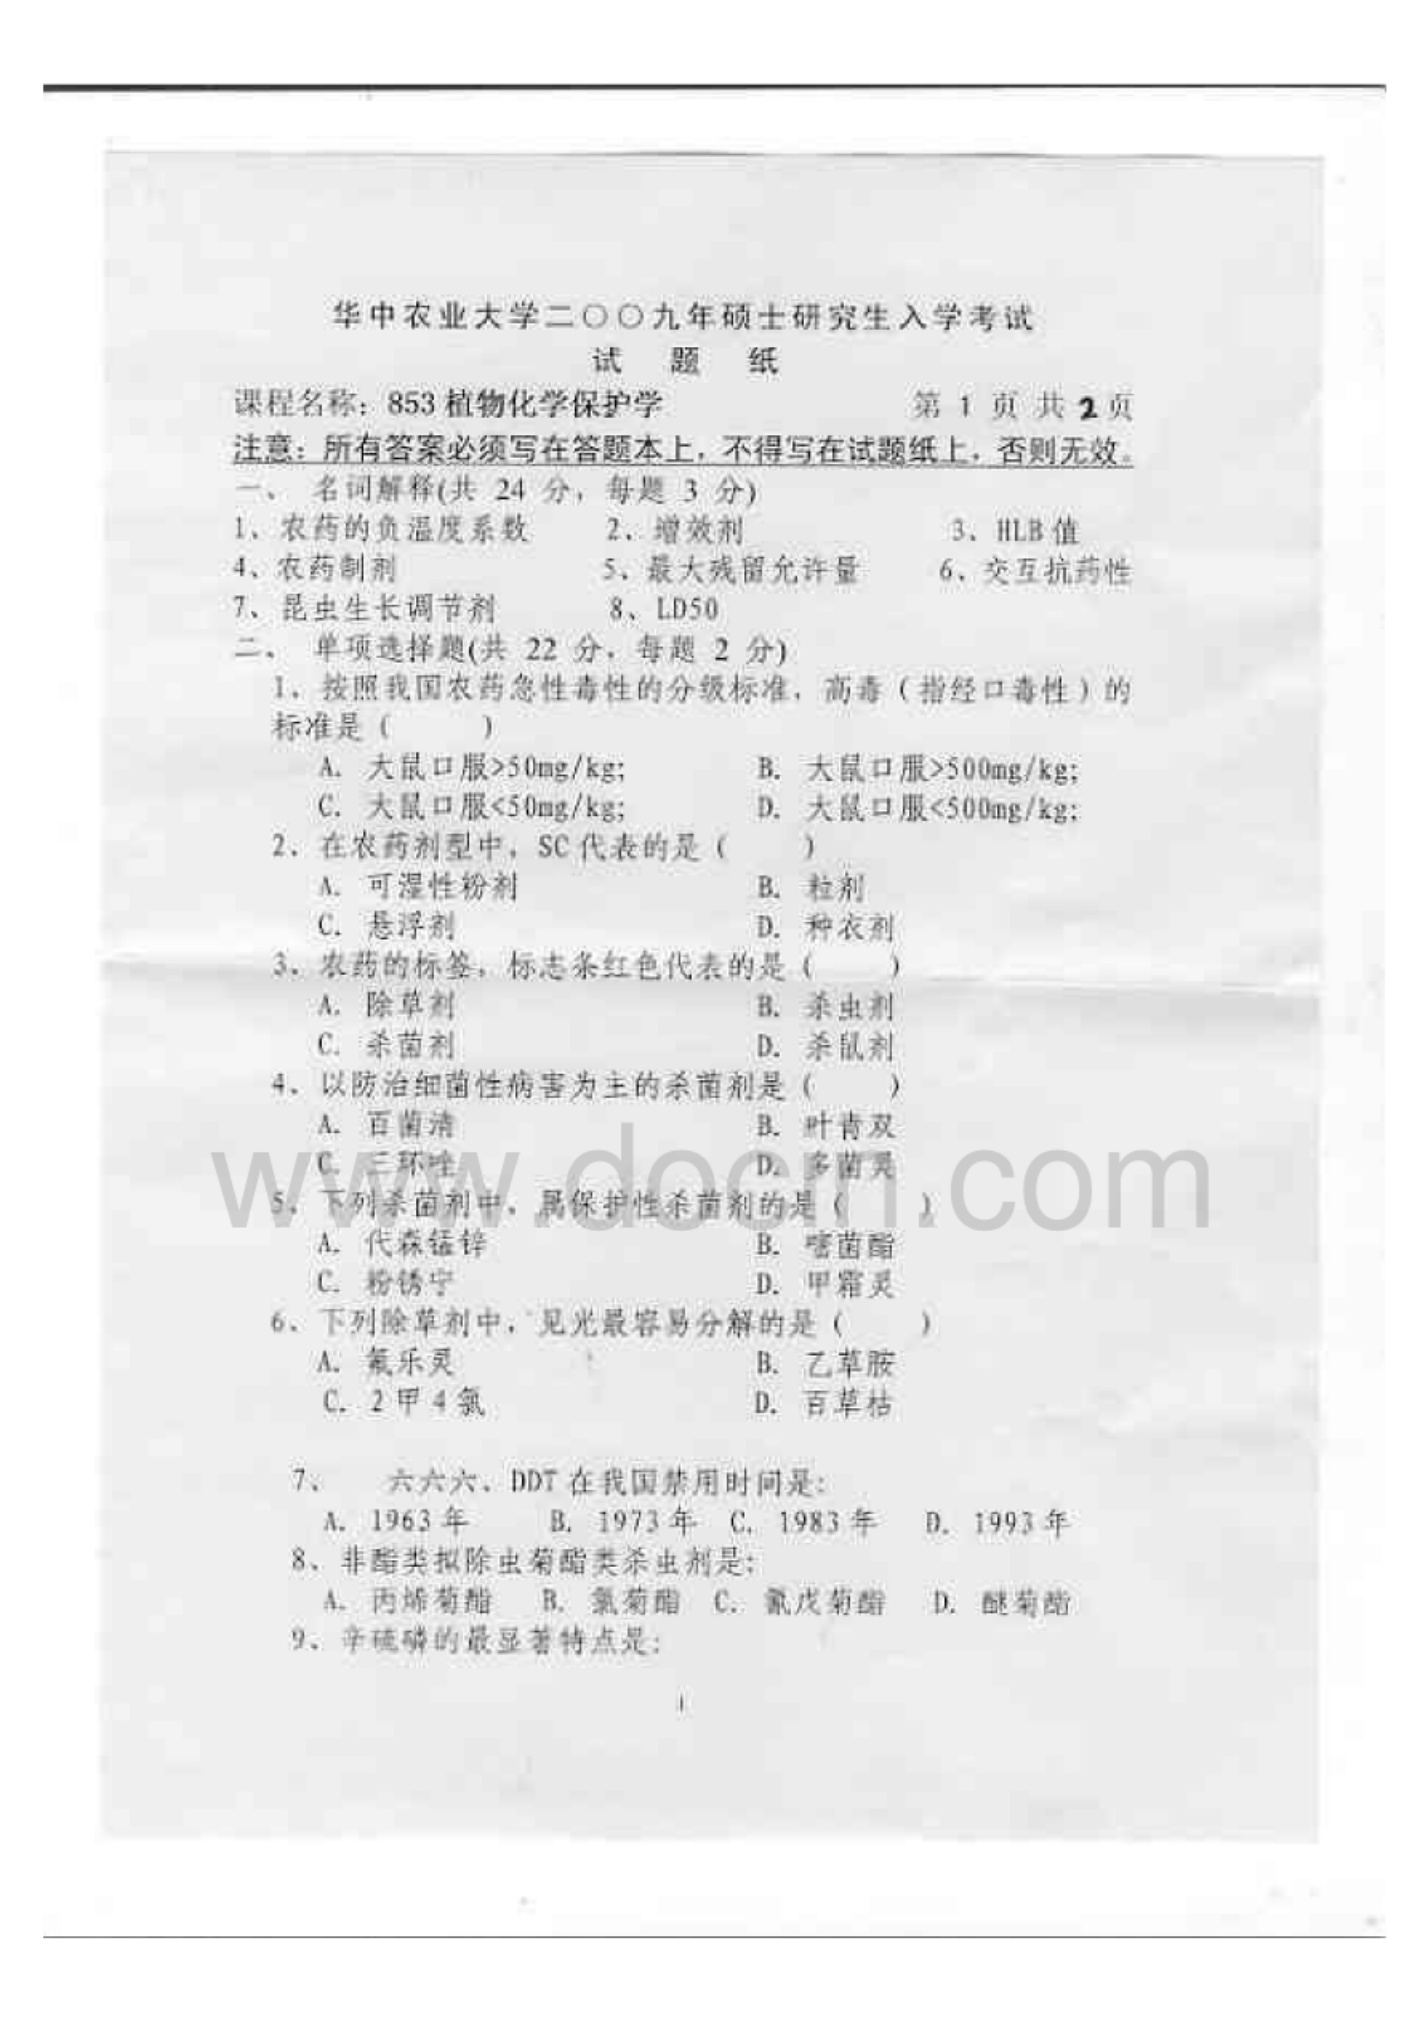 华中农业大学二〇〇九年硕士研究生入学考试
试 题 纸
课程名称：853 植物化学保护学 第 1 页 共 2 页
注意：所有答案必须写在答题本上，不得写在试题纸上，否则无效。
一、 名词解释(共 24 分，每题 3 分)
1、农药的负温度系数 2、增效剂 3、HLB 值
4、农药制剂 5、最大残留允许量 6、交互抗药性
7、昆虫生长调节剂 8、LD50
二、 单项选择题(共 22 分，每题 2 分)
1、按照我国农药急性毒性的分级标准，高毒（指经口毒性）的
标准是（ ）
A. 大鼠口服>50mg/kg; B. 大鼠口服>500mg/kg;
C. 大鼠口服<50mg/kg; D. 大鼠口服<500mg/kg;
2、在农药剂型中，SC 代表的是（ ）
A. 可湿性粉剂 B. 粒剂
C. 悬浮剂 D. 种衣剂
3、农药的标签，标志条红色代表的是（ ）
A. 除草剂 B. 杀虫剂
C. 杀菌剂 D. 杀鼠剂
4、以防治细菌性病害为主的杀菌剂是（ ）
A. 百菌清 B. 叶青双
C. 三环唑 D. 多菌灵
www.docin.com
5、下列杀菌剂中，属保护性杀菌剂的是（ ）
A. 代森锰锌 B. 嘧菌酯
C. 粉锈宁 D. 甲霜灵
6、下列除草剂中，见光最容易分解的是（ ）
A. 氟乐灵 B. 乙草胺
C. 2 甲 4 氯 D. 百草枯
7、 六六六、DDT 在我国禁用时间是:
A. 1963 年 B. 1973 年 C. 1983 年 D. 1993 年
8、非酯类拟除虫菊酯类杀虫剂是:
A. 丙烯菊酯 B. 氯菊酯 C. 氰戊菊酯 D. 醚菊酯
9、辛硫磷的最显著特点是:
1